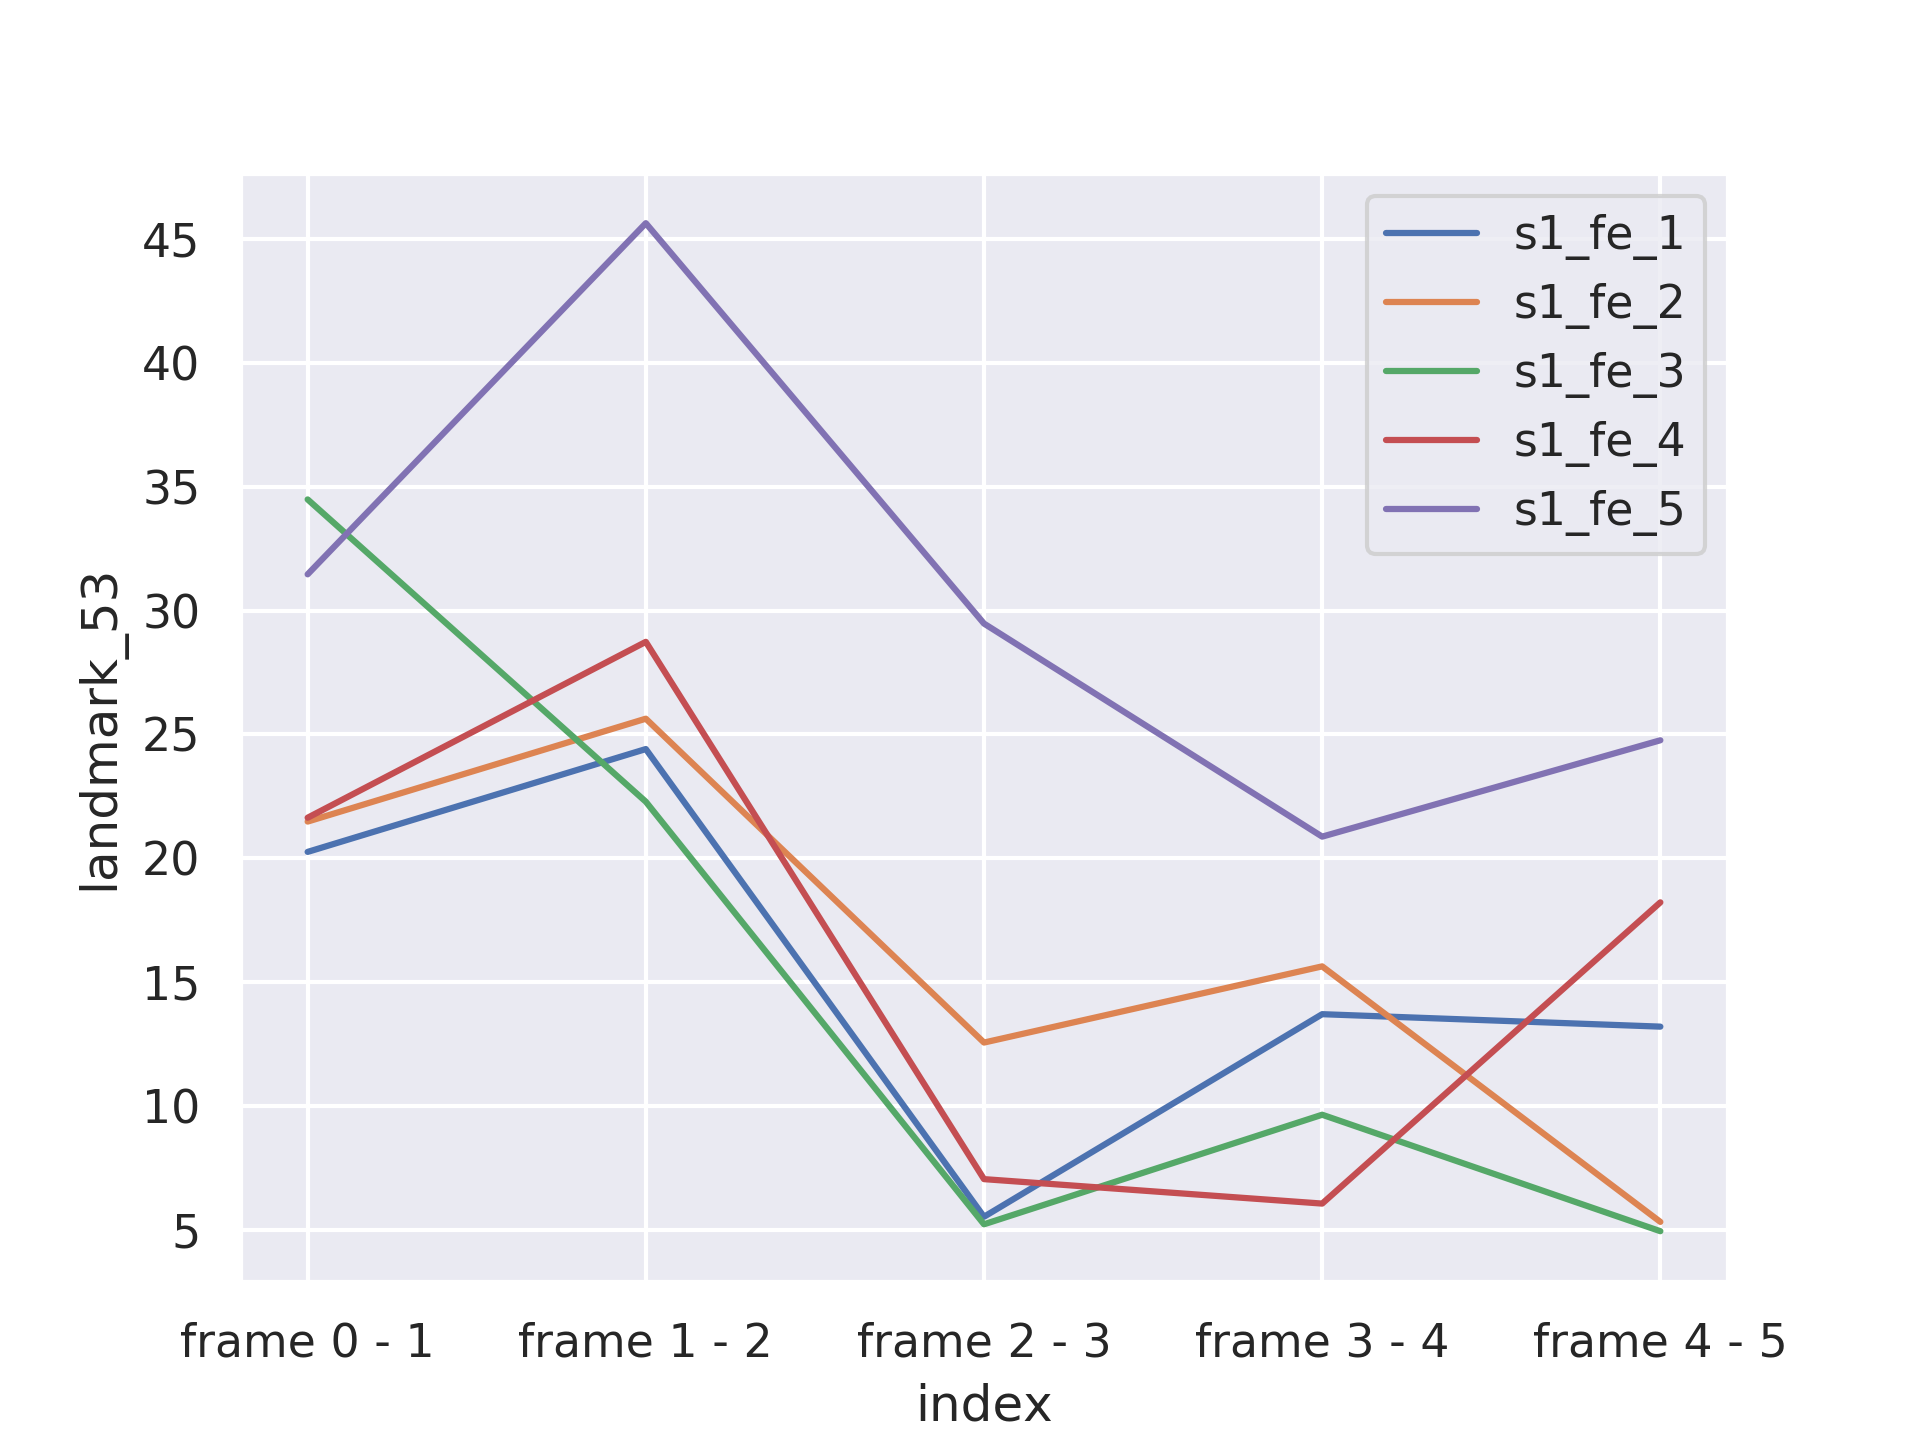 45
40
35
30
25
20
15
10
5
landmark_53
s1_fe_1
s1_fe_2
s1_fe_3
s1_fe_4
s1_fe_5
frame 0 - 1
frame 1 - 2
frame 2 - 3
frame 3 - 4
frame 4 - 5
index